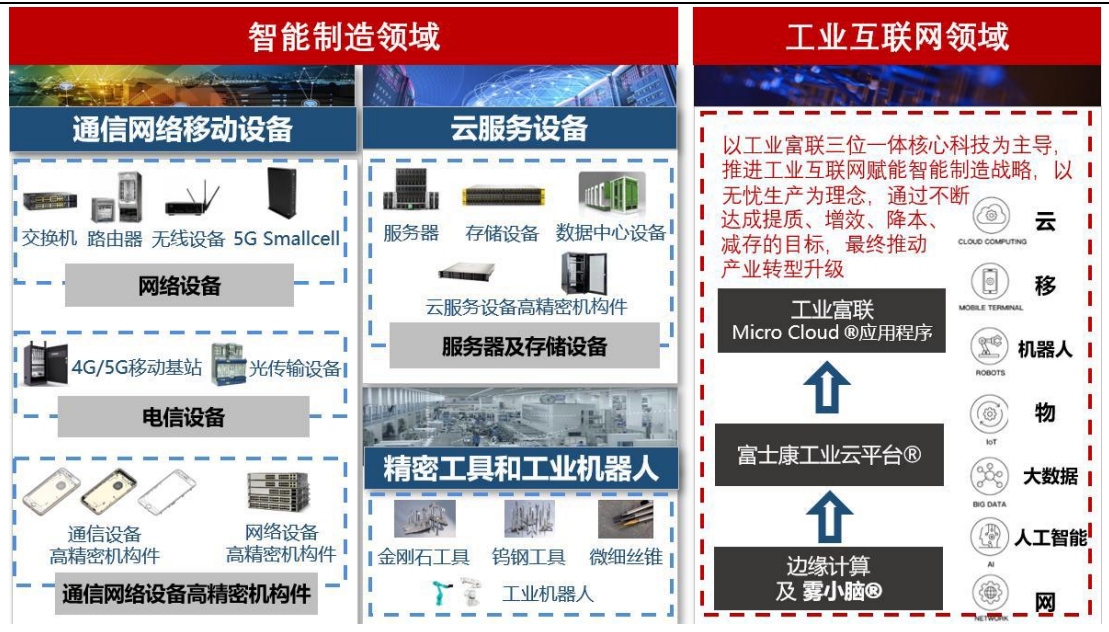 智能制造领域
通信网络移动设备
交换机 路由器 无线设备 5G Smallcell
网络设备
4G/5G移动基站 光传输设备
电信设备
通信设备
高精密机构件
网络设备
高精密机构件
通信网络设备高精密机构件
云服务设备
服务器 存储设备 数据中心设备
云服务设备高精密机构件
服务器及存储设备
精密工具和工业机器人
金刚石工具 钨钢工具 微细丝锥
工业机器人
工业互联网领域
以工业富联三位一体核心科技为主导，
推进工业互联网赋能智能制造战略，以
无忧生产为理念，通过不断
达成提质、增效、降本、
减存的目标，最终推动
产业转型升级
工业富联
Micro Cloud ®应用程序
富士康工业云平台®
边缘计算
及 雾小脑®
云
CLOUD COMPUTING
移
MOBILE TERMINAL
机器人
ROBOTS
物
IoT
大数据
BIG DATA
人工智能
AI
网
NETWORK